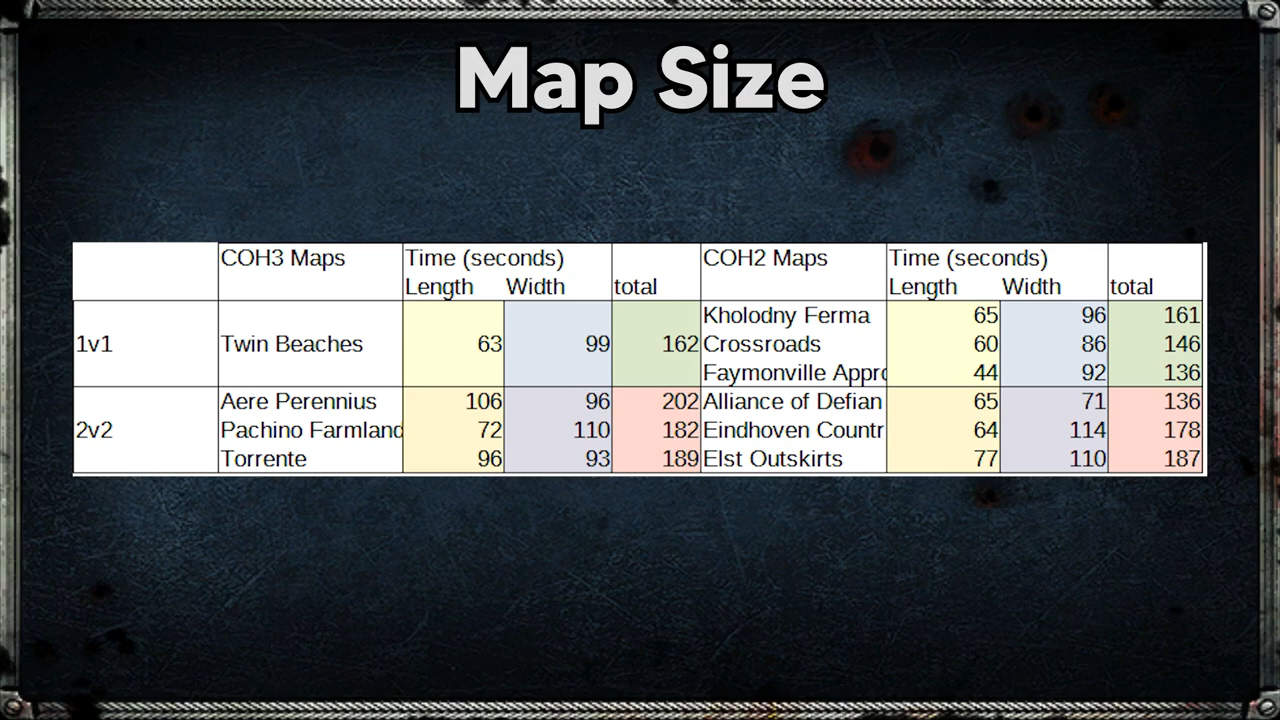 Map Size
COH3 Maps Time (seconds) COH2 Maps Time (seconds)
Length Width total Length Width total
Kholodny Ferma 65 96 161
1v1 Twin Beaches 63 99 162 Crossroads 60 86 146
Faymonville Appro 44 92 136
Aere Perennius 106 96 202 Alliance of Defian 65 71 136
2v2 Pachino Farmland 72 110 182 Eindhoven Countr 64 114 178
Torrente 96 93 189 Elst Outskirts 77 110 187